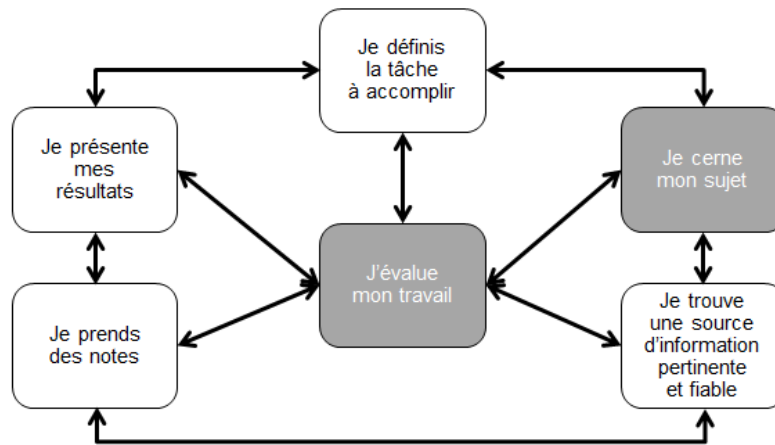 Je définis
la tâche
à accomplir
Je présente
mes
résultats
Je cerne
mon sujet
J'évalue
mon travail
Je prends
des notes
Je trouve
une source
d'information
pertinente
et fiable